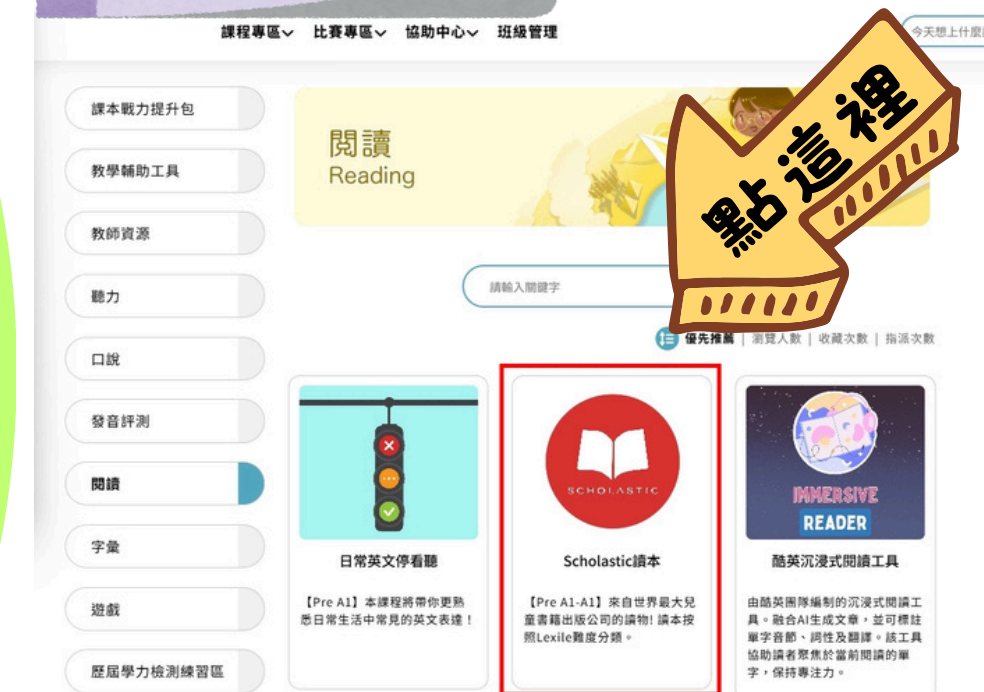 課程專區 比賽專區 協助中心 班級管理
今天想上什麼
課本戰力提升包
教學輔助工具
教師資源
聽力
口說
發音評測
閱讀
字彙
遊戲
歷屆學力檢測練習區
閱讀
Reading
點這裡
請輸入關鍵字
優先推薦 | 瀏覽人數 | 收藏次數 | 指派次數
日常英文停看聽
【Pre A1】本課程將帶你更熟
悉日常生活中常見的英文表達！
SCHOLASTIC
Scholastic讀本
【Pre A1-A1】來自世界最大兒
童書籍出版公司的讀物! 讀本按
照Lexile難度分類。
IMMERSIVE
READER
酷英沉浸式閱讀工具
由酷英團隊編制的沉浸式閱讀工
具。融合AI生成文章，並可標註
單字音節、詞性及翻譯。該工具
協助讀者聚焦於當前閱讀的單
字，保持專注力。